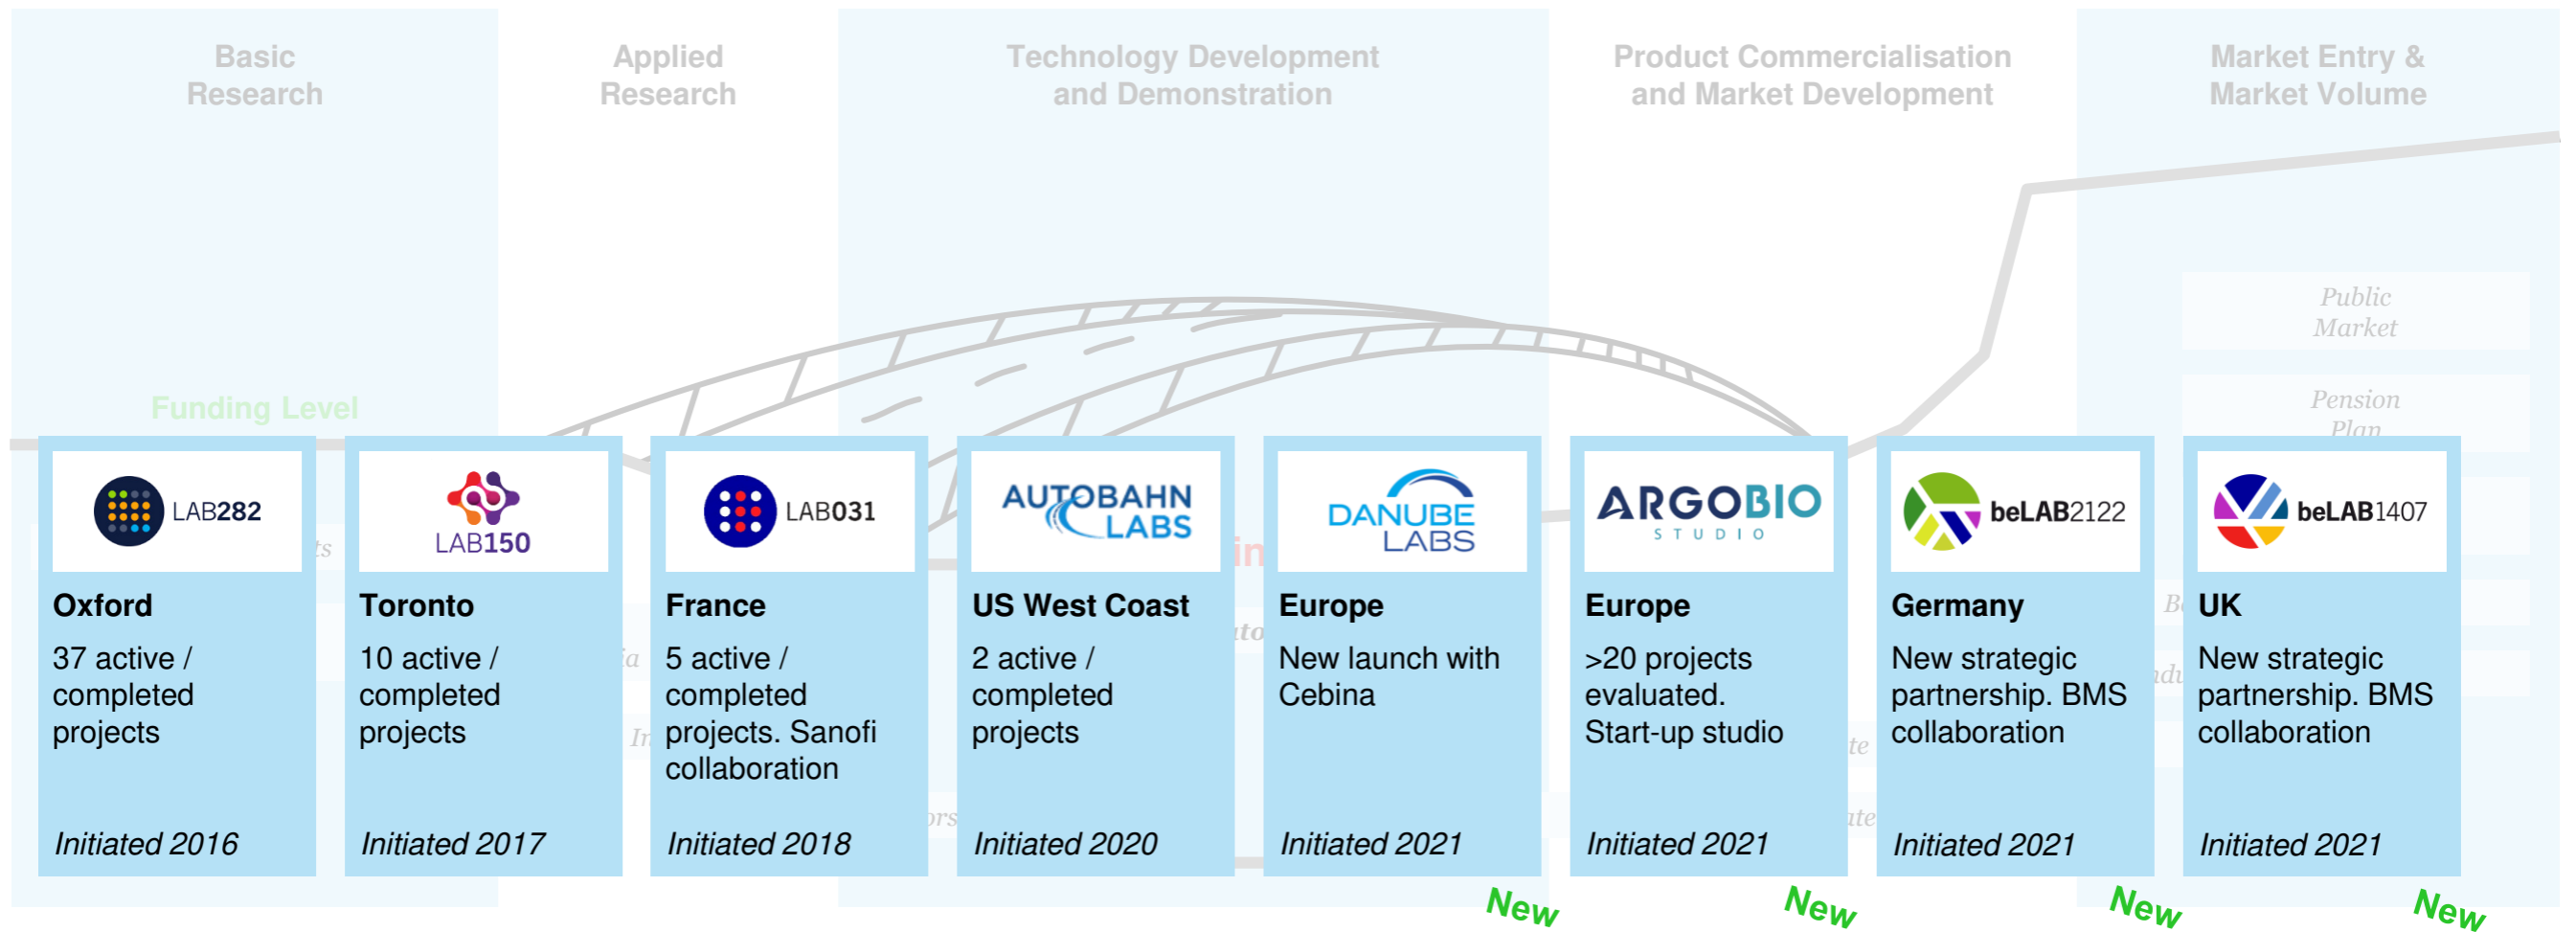 Basic
Research
Applied
Research
Technology Development
and Demonstration
Product Commercialisation
and Market Development
Market Entry &
Market Volume
Public
Market
Pension
Plan
Funding Level
LAB282
Oxford
37 active /
completed
projects
Initiated 2016
LAB150
Toronto
10 active /
completed
projects
Initiated 2017
LAB031
France
5 active /
completed
projects. Sanofi
collaboration
Initiated 2018
AUTOBAHN
LABS
US West Coast
2 active /
completed
projects
Initiated 2020
DANUBE
LABS
Europe
New launch with
Cebina
Initiated 2021
New
ARGOBIO
STUDIO
Europe
>20 projects
evaluated.
Start-up studio
Initiated 2021
New
beLAB2122
Germany
New strategic
partnership. BMS
collaboration
Initiated 2021
New
beLAB1407
UK
New strategic
partnership. BMS
collaboration
Initiated 2021
New